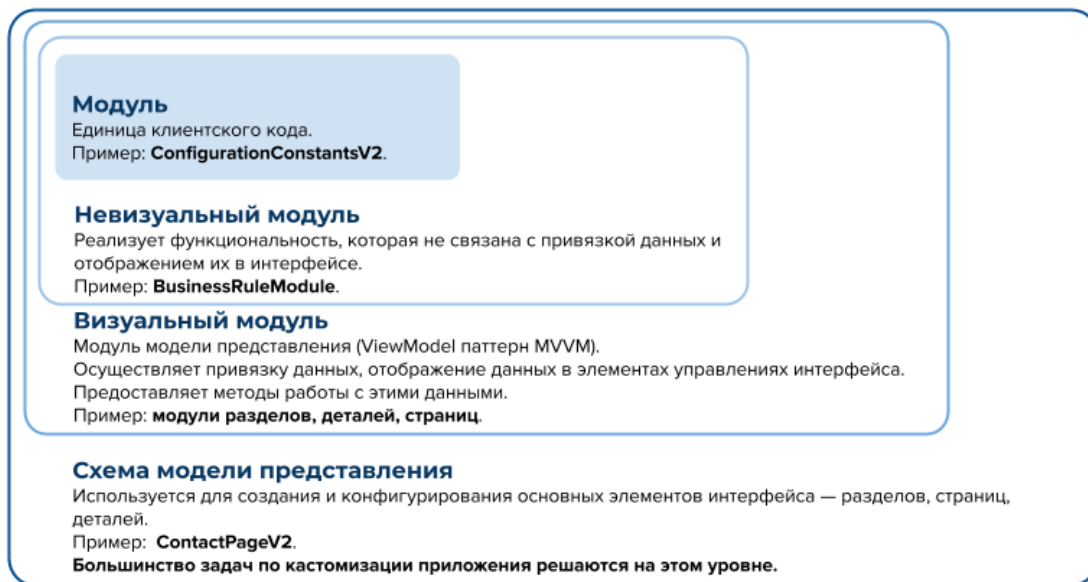 Модуль
Единица клиентского кода.
Пример: ConfigurationConstantsV2.
Невизуальный модуль
Реализует функциональность, которая не связана с привязкой данных и
отображением их в интерфейсе.
Пример: BusinessRuleModule.
Визуальный модуль
Модуль модели представления (ViewModel паттерн MVVM).
Осуществляет привязку данных, отображение данных в элементах управлениях интерфейса.
Предоставляет методы работы с этими данными.
Пример: модули разделов, деталей, страниц.
Схема модели представления
Используется для создания и конфигурирования основных элементов интерфейса — разделов, страниц,
деталей.
Пример: ContactPageV2.
Большинство задач по кастомизации приложения решаются на этом уровне.